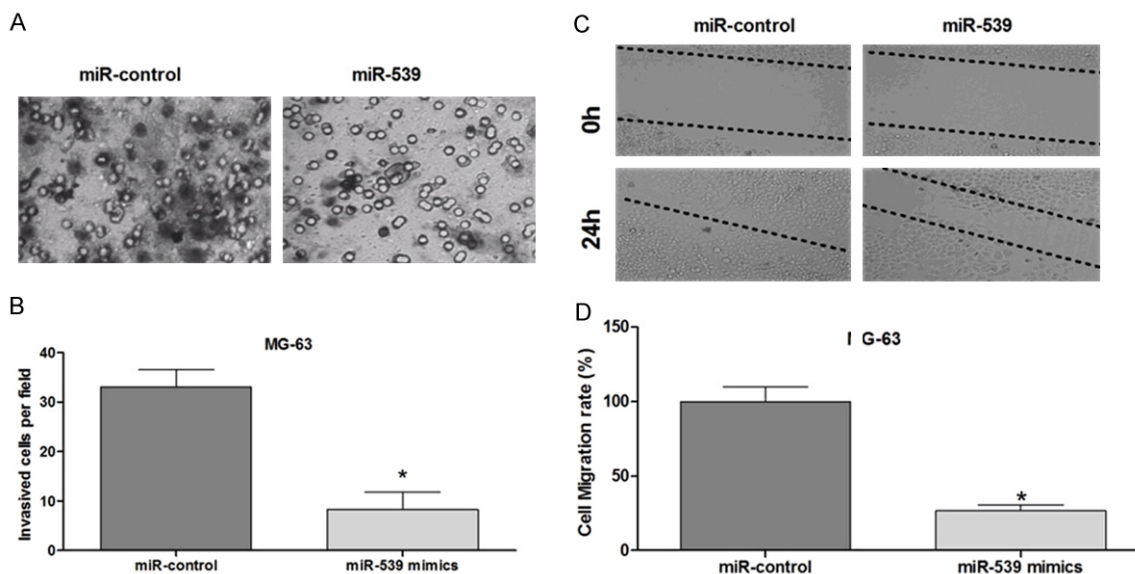 A
miR-control miR-539
B
MG-63
Invasived cells per field
40
30
20
10
0
*
miR-control miR-539 mimics
C
miR-control miR-539
0h
24h
D
G-63
Cell Migration rate (%)
150
100
50
0
*
miR-control miR-539 mimics